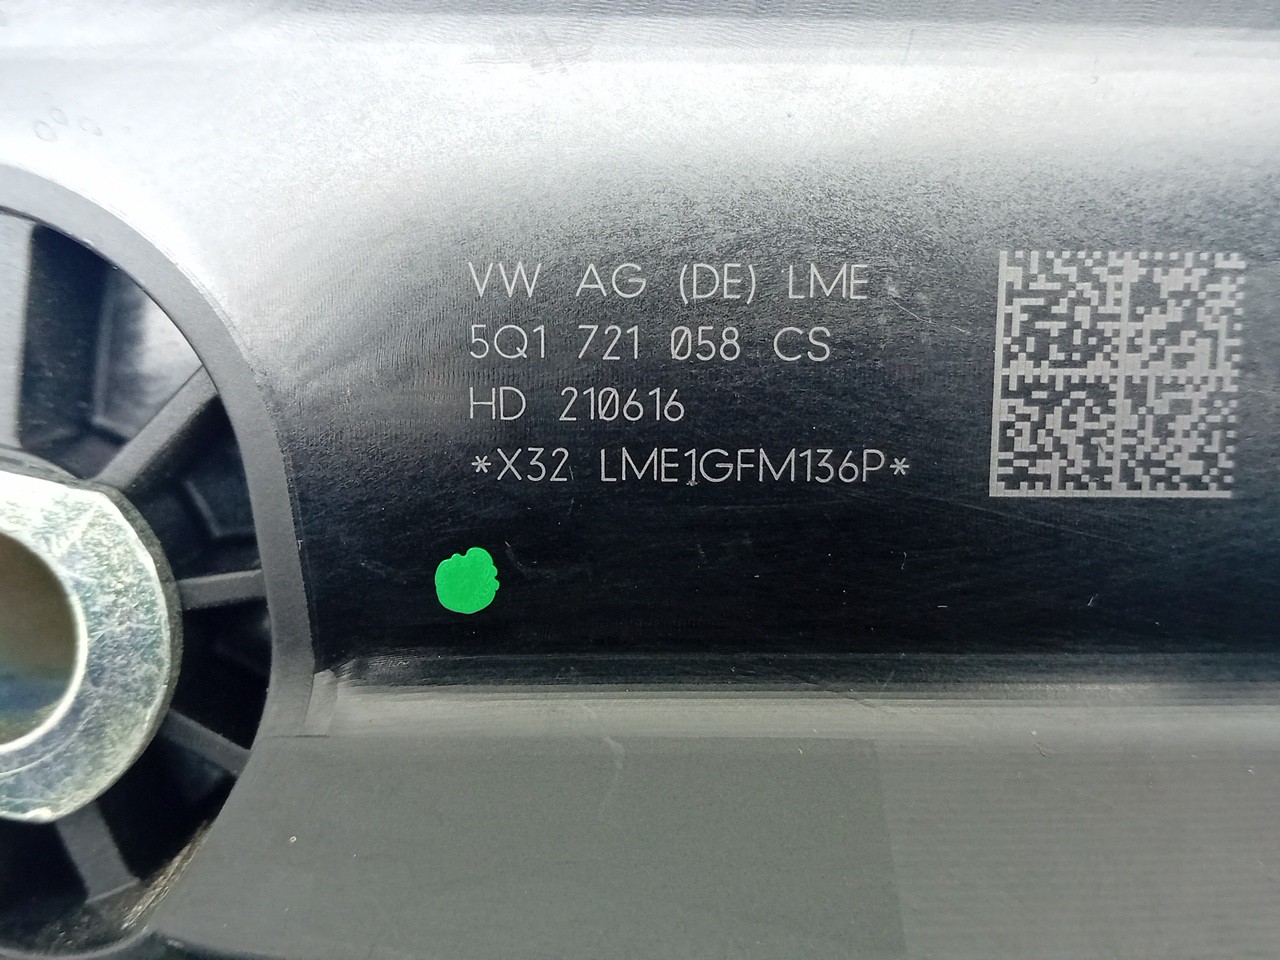 VW AG (DE) LME
5Q1 721 058 CS
HD 210616
*X32 LME1GFM136P*